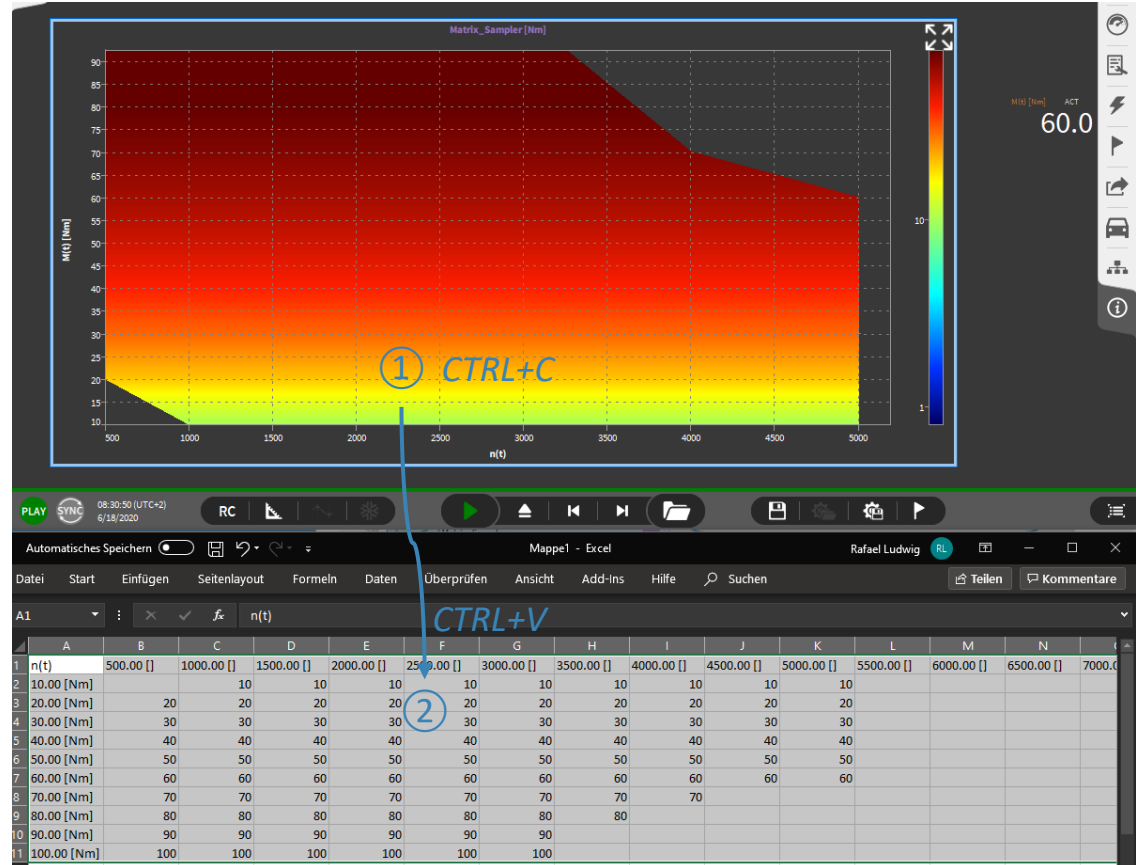 Matrix_Sampler [Nm]
90
85
80
75
70
65
60
55
50
45
40
35
30
25
20
15
10
M(t) [Nm]
500 1000 1500 2000 2500 3000 3500 4000 4500 5000
n(t)
10
1
M(t) [Nm] ACT
60.0
1 CTRL+C
PLAY SYNC 08:30:50 (UTC+2) RC
6/18/2020
Automatisches Speichern Mappe1 - Excel Rafael Ludwig RL
Datei Start Einfügen Seitenlayout Formeln Daten Überprüfen Ansicht Add-Ins Hilfe Suchen Teilen Kommentare
A1 fx n(t)
CTRL+V
A B C D E F G H I J K L M N
1 n(t) 500.00 [] 1000.00 [] 1500.00 [] 2000.00 [] 2500.00 [] 3000.00 [] 3500.00 [] 4000.00 [] 4500.00 [] 5000.00 [] 5500.00 [] 6000.00 [] 6500.00 []
2 10.00 [Nm] 10 10 10 10 10 10 10 10 10
3 20.00 [Nm] 20 20 20 20 20 20 20 20 20 20
2
4 30.00 [Nm] 30 30 30 30 30 30 30 30 30 30
5 40.00 [Nm] 40 40 40 40 40 40 40 40 40 40
6 50.00 [Nm] 50 50 50 50 50 50 50 50 50 50
7 60.00 [Nm] 60 60 60 60 60 60 60 60 60 60
8 70.00 [Nm] 70 70 70 70 70 70 70 70
9 80.00 [Nm] 80 80 80 80 80 80 80
10 90.00 [Nm] 90 90 90 90 90 90
11 100.00 [Nm] 100 100 100 100 100 100